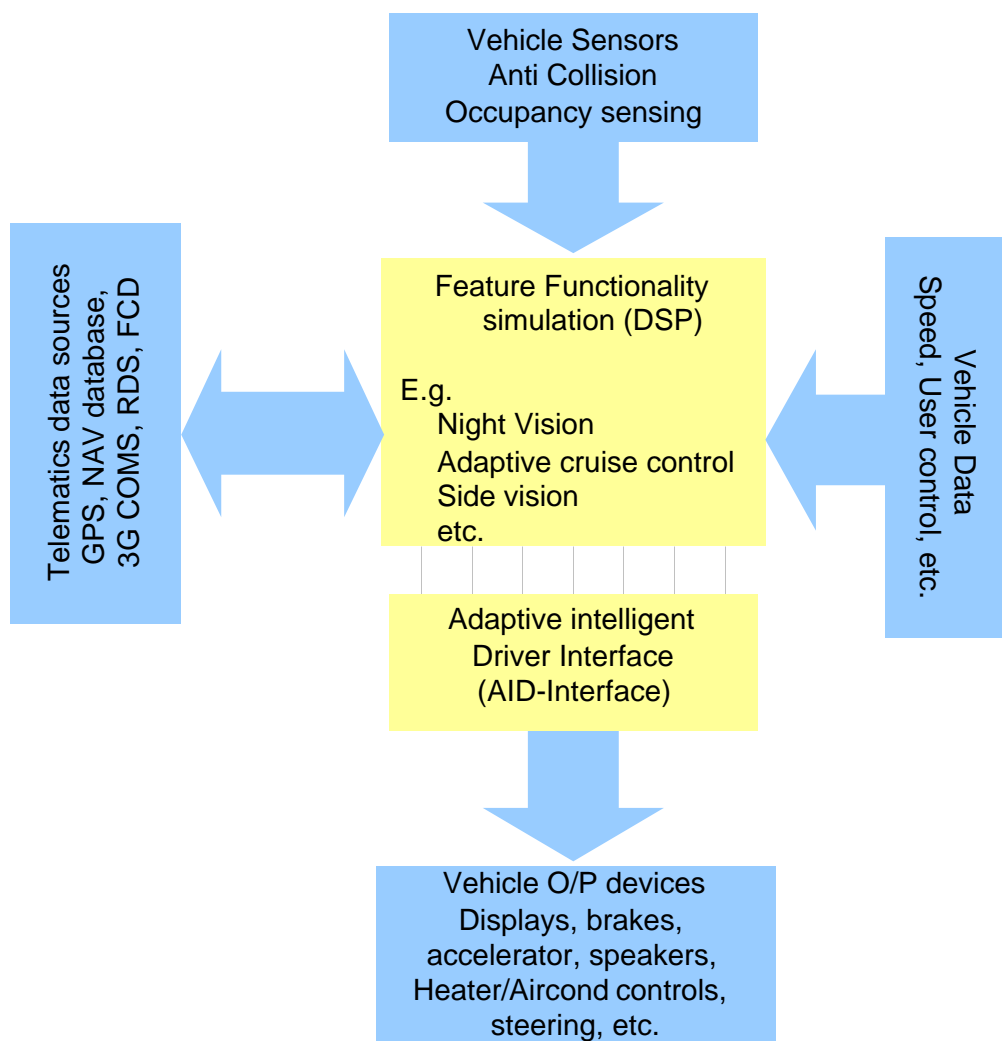 Vehicle Sensors
Anti Collision
Occupancy sensing
Telematics data sources
GPS, NAV database,
3G COMS, RDS, FCD
Feature Functionality
simulation (DSP)
E.g.
Night Vision
Adaptive cruise control
Side vision
etc.
Vehicle Data
Speed, User control, etc.
Adaptive intelligent
Driver Interface
(AID-Interface)
Vehicle O/P devices
Displays, brakes,
accelerator, speakers,
Heater/Aircond controls,
steering, etc.